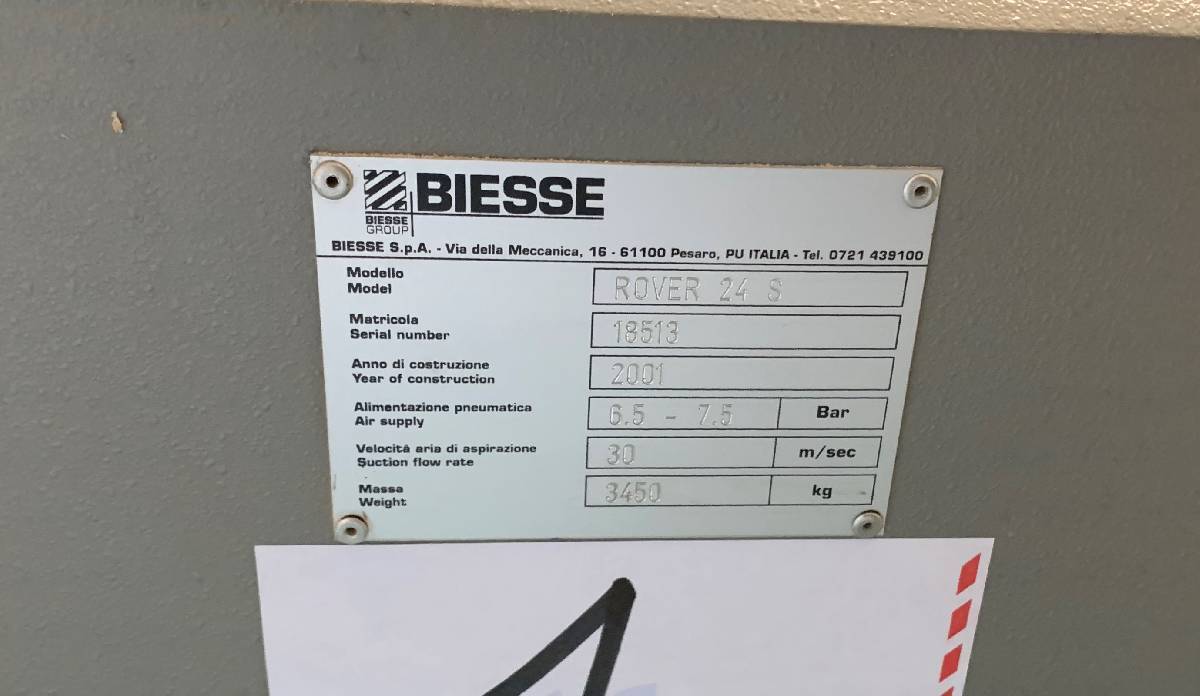 BIESSE
BIESSE
GROUP
BIESSE S.p.A. - Via della Meccanica, 16 - 61100 Pesaro, PU ITALIA - Tel. 0721 439100
Modello
Model
ROVER 24 S
Matricola
Serial number
18513
Anno di costruzione
Year of construction
2001
Alimentazione pneumatica
Air supply
6.5 - 7.5 Bar
Velocità aria di aspirazione
Suction flow rate
30 m/sec
Massa
Weight
3450 kg